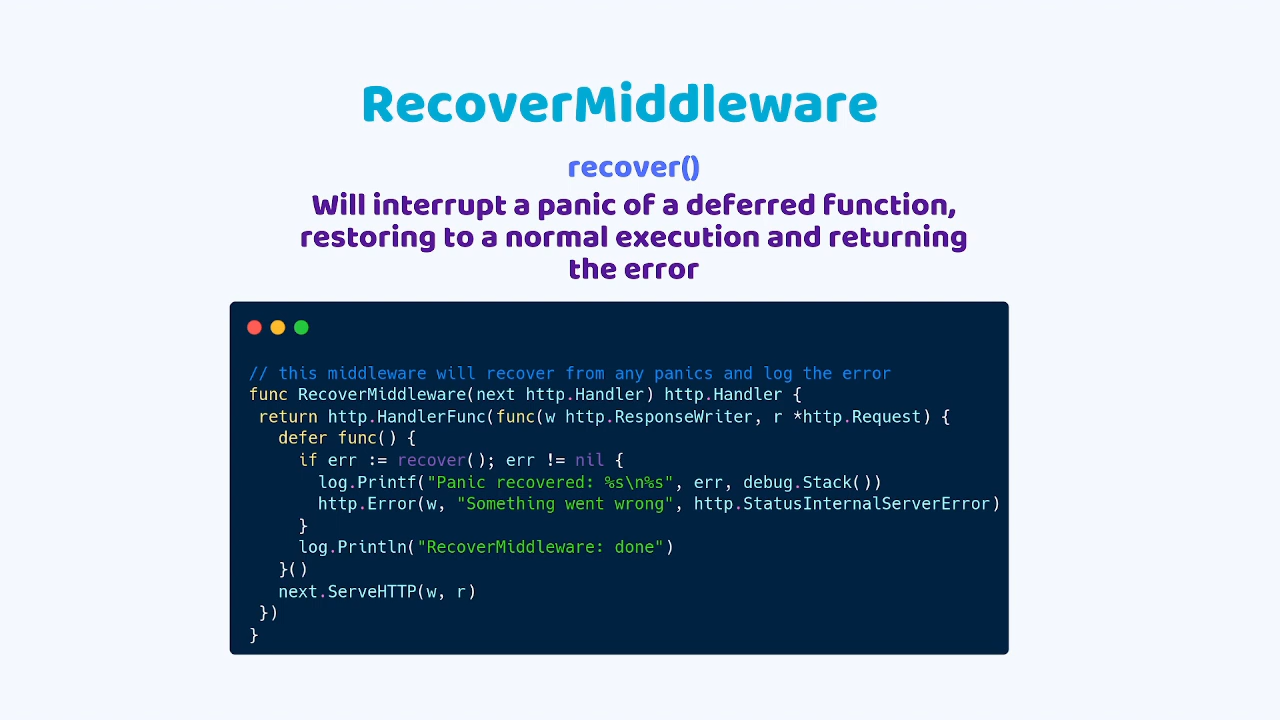 RecoverMiddleware
recover()
Will interrupt a panic of a deferred function,
restoring to a normal execution and returning
the error
// this middleware will recover from any panics and log the error
func RecoverMiddleware(next http.Handler) http.Handler {
 return http.HandlerFunc(func(w http.ResponseWriter, r *http.Request) {
   defer func() {
     if err := recover(); err != nil {
       log.Printf("Panic recovered: %s\n%s", err, debug.Stack())
       http.Error(w, "Something went wrong", http.StatusInternalServerError)
     }
     log.Println("RecoverMiddleware: done")
   }()
   next.ServeHTTP(w, r)
 })
}